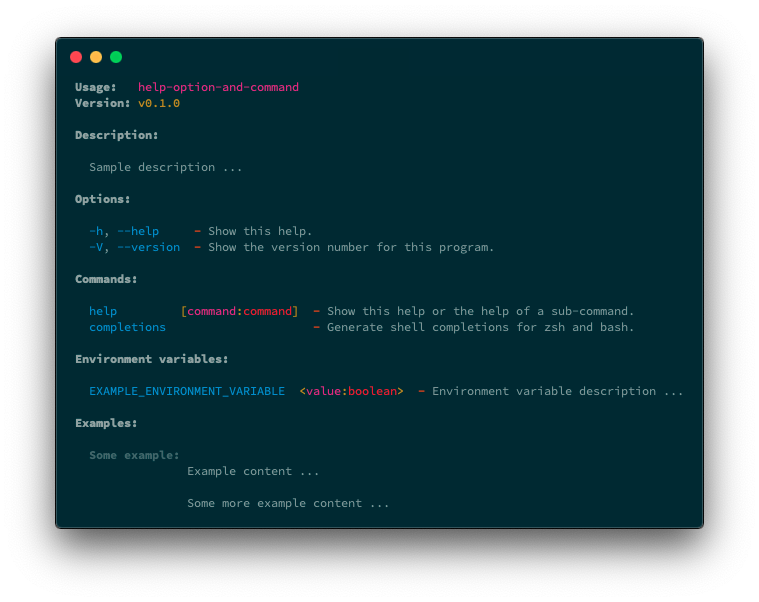 Usage:   help-option-and-command
Version: v0.1.0
Description:
Sample description ...
Options:
-h, --help     - Show this help.
-V, --version  - Show the version number for this program.
Commands:
help         [command:command]  - Show this help or the help of a sub-command.
completions                     - Generate shell completions for zsh and bash.
Environment variables:
EXAMPLE_ENVIRONMENT_VARIABLE  <value:boolean>  - Environment variable description ...
Examples:
Some example:
Example content ...
Some more example content ...